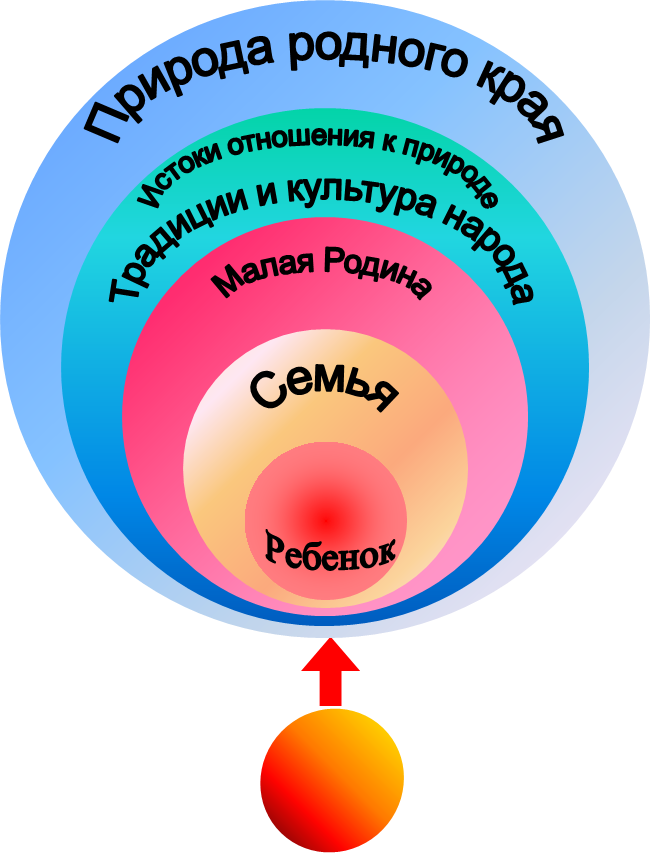 Природа родного края
Истоки отношения к природе
Традиции и культура народа
Малая Родина
Семья
Ребенок